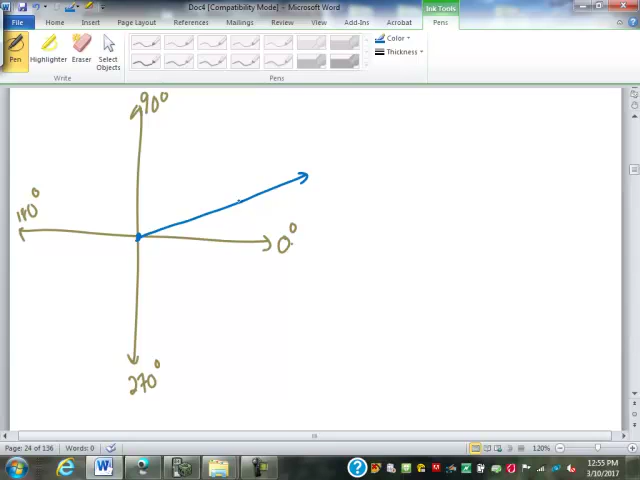 Doc4 [Compatibility Mode] - Microsoft Word
Ink Tools
File Home Insert Page Layout References Mailings Review View Add-Ins Acrobat Pens
Pen Highlighter Eraser Select Objects
Color
Thickness
Write Pens
90°
180°
0°
270°
Page: 24 of 136 Words: 0 120%
12:55 PM
3/10/2017